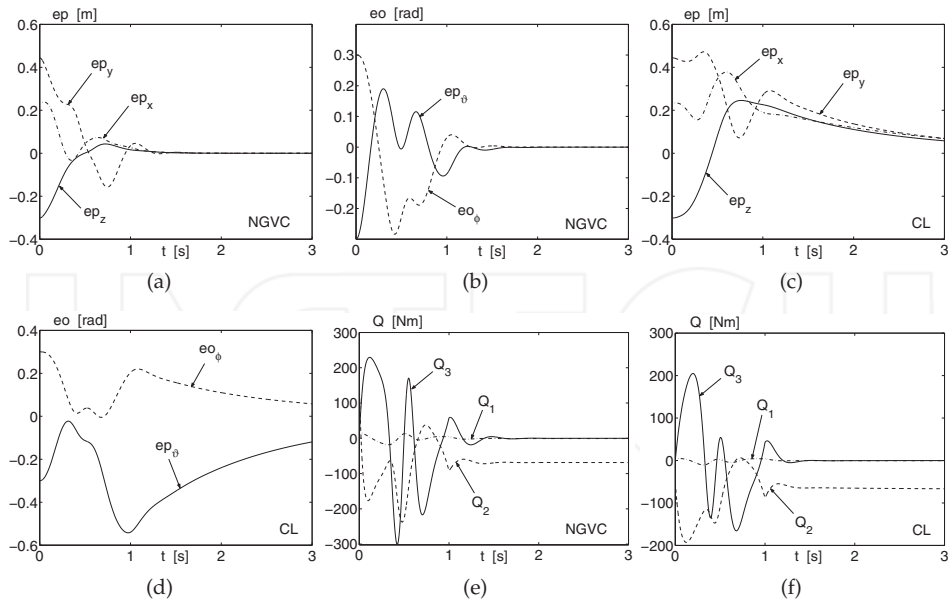 ep [m]
0.6
0.4
0.2
0
−0.2
−0.4
ep_y
ep_x
ep_z
NGVC
0 1 2 3
t [s]
(a)
eo [rad]
0.3
0.2
0.1
0
0.1
0.2
0.3
ep_ϑ
eo_ϕ
NGVC
0 1 2 3
t [s]
(b)
ep [m]
0.6
0.4
0.2
0
−0.2
−0.4
ep_x
ep_y
ep_z
CL
0 1 2 3
t [s]
(c)
eo [rad]
0.4
0.2
0
−0.2
−0.4
−0.6
eo_ϕ
ep_ϑ
CL
0 1 2 3
t [s]
(d)
Q [Nm]
300
200
100
0
−100
−200
−300
Q_3
Q_1
Q_2
NGVC
0 1 2 3
t [s]
(e)
Q [Nm]
300
200
100
0
−100
−200
Q_3
Q_1
Q_2
CL
0 1 2 3
t [s]
(f)